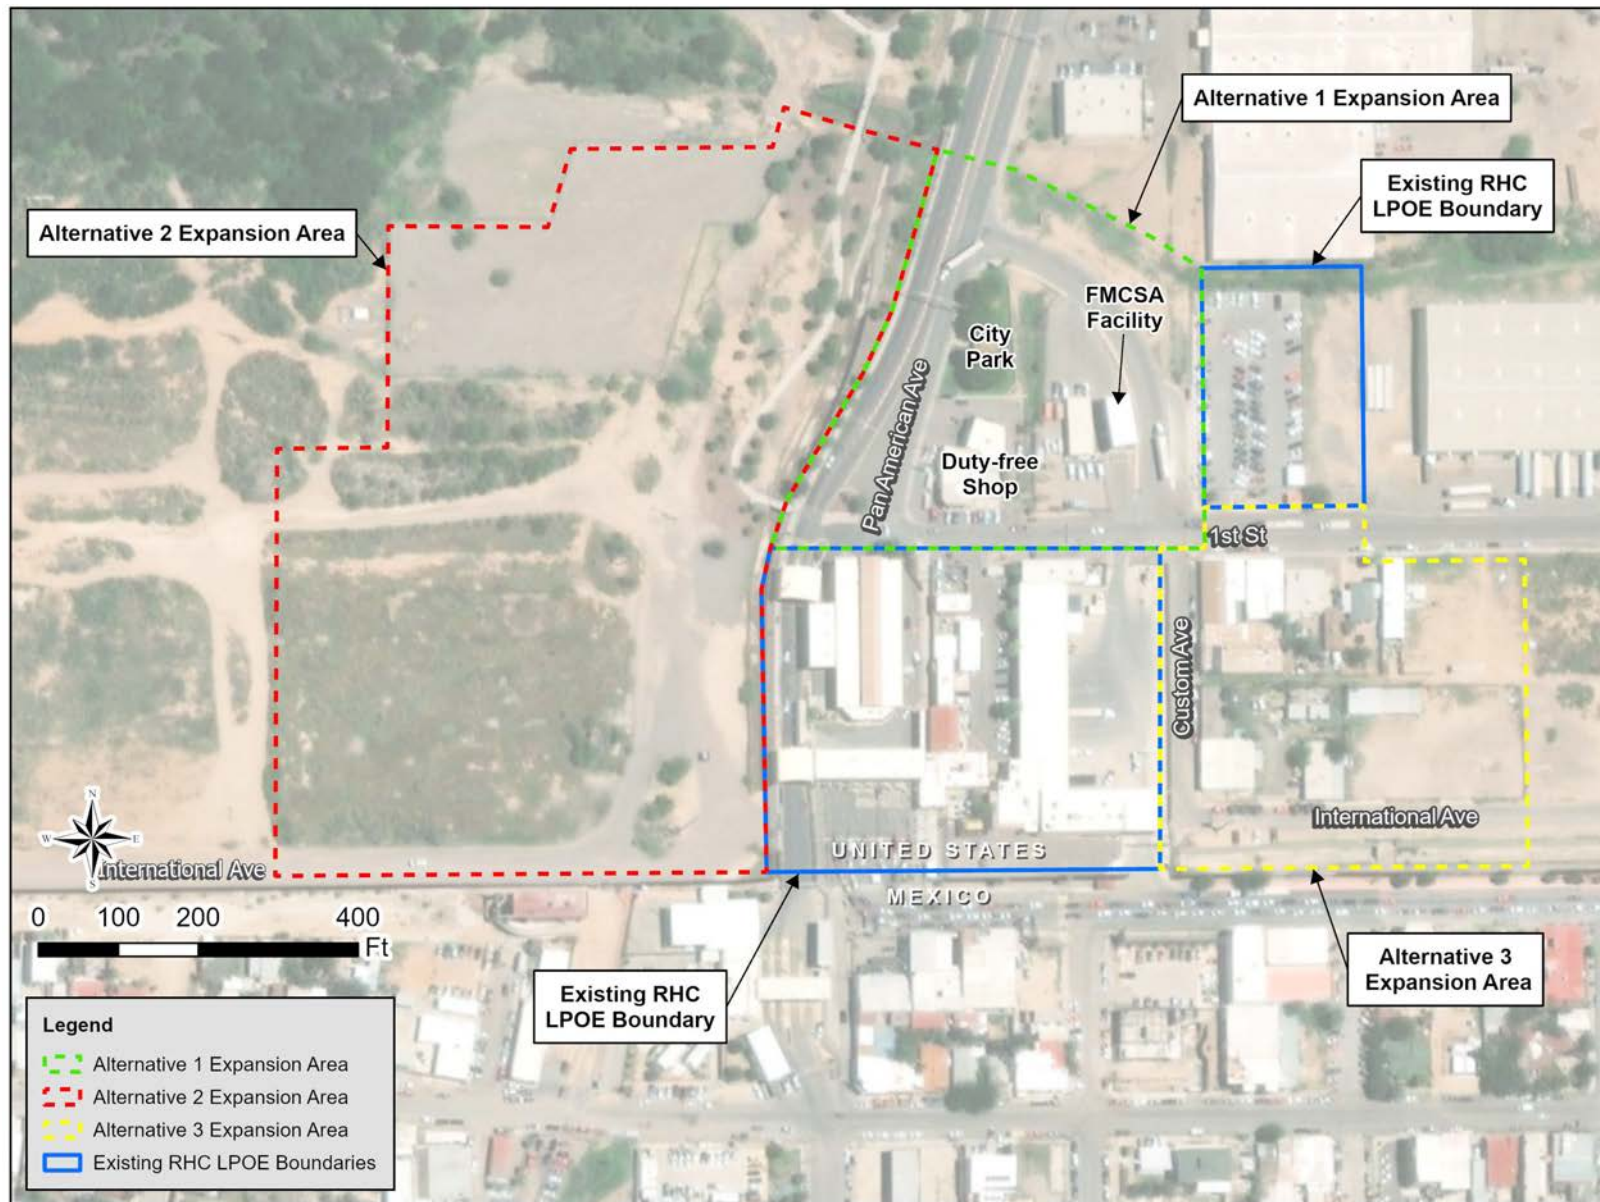 Alternative 1 Expansion Area
Existing RHC
LPOE Boundary
Alternative 2 Expansion Area
FMCSA
Facility
City
Park
Pan American Ave
Duty-free
Shop
1st St
Custom Ave
International Ave
UNITED STATES
MEXICO
N
W
E
S
International Ave
0 100 200 400
Ft
Existing RHC
LPOE Boundary
Alternative 3
Expansion Area
Legend
Alternative 1 Expansion Area
Alternative 2 Expansion Area
Alternative 3 Expansion Area
Existing RHC LPOE Boundaries